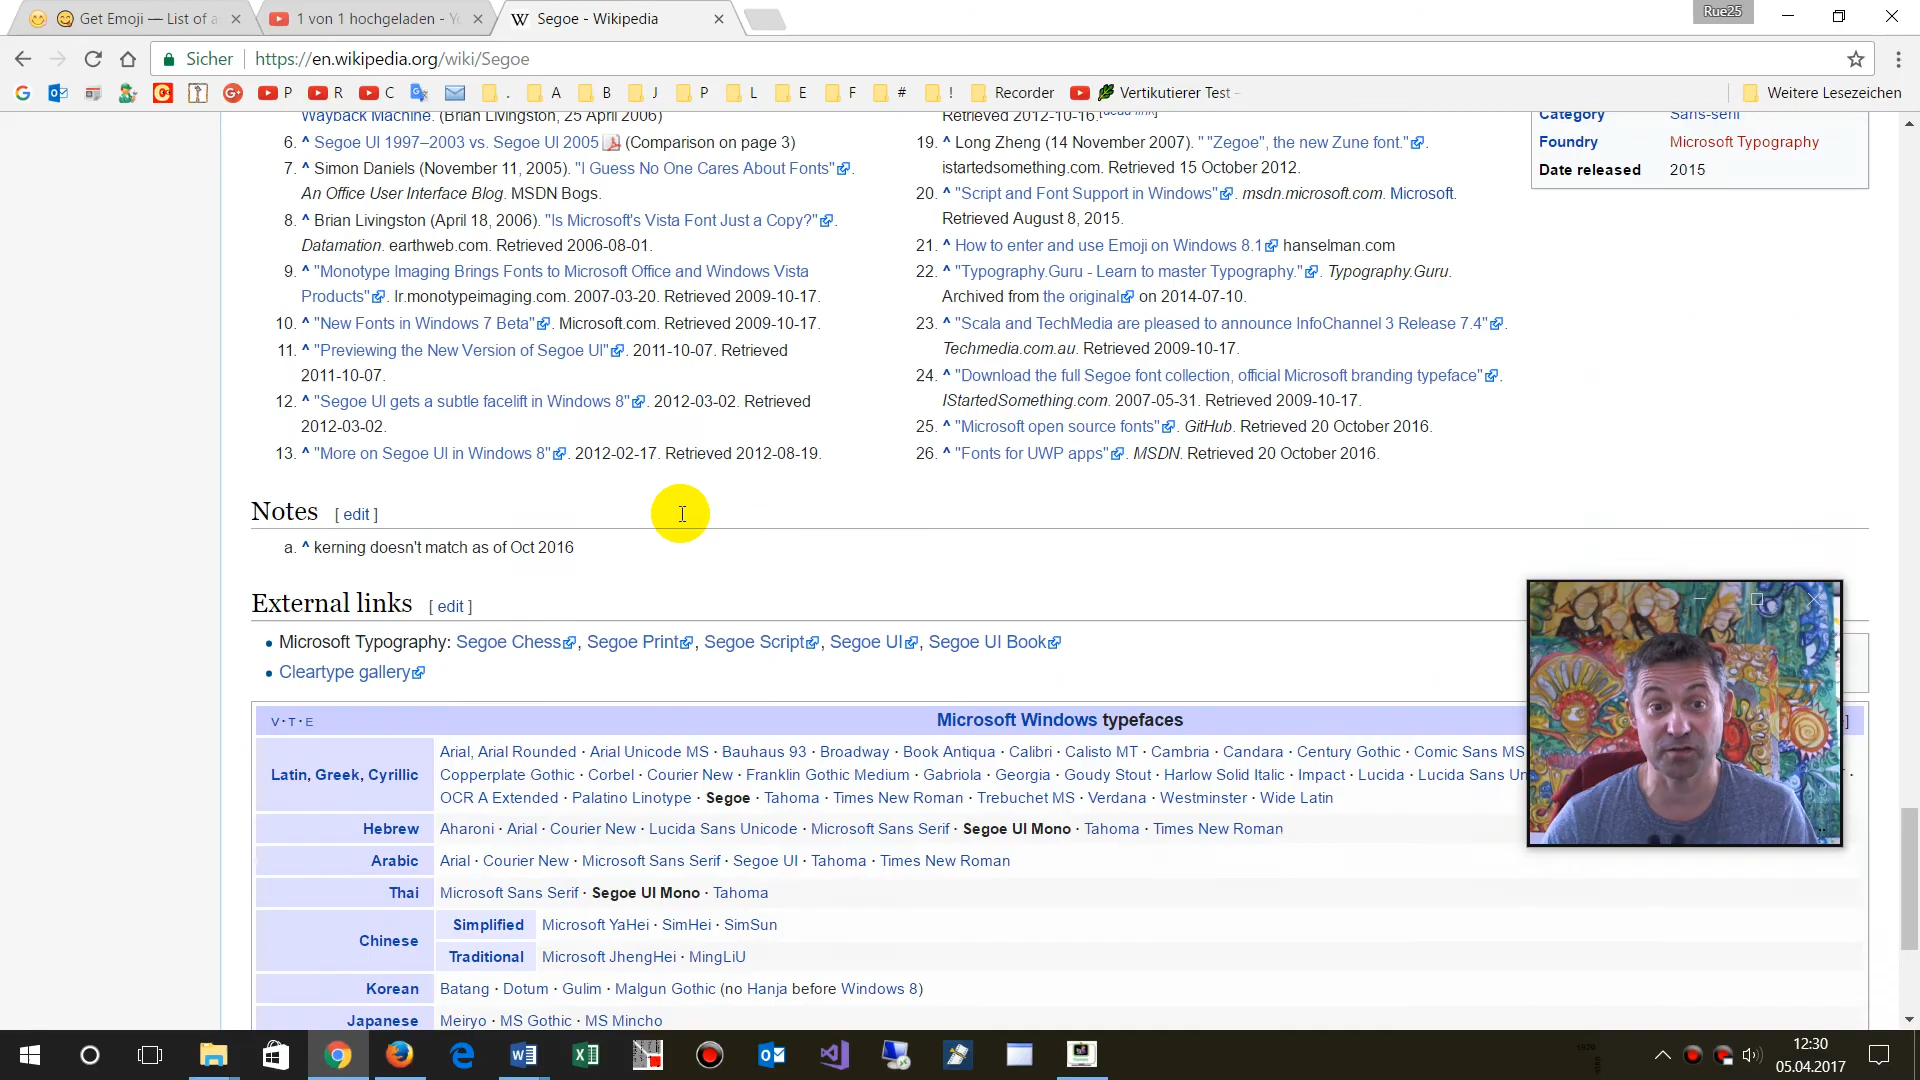 Get Emoji — List of a
1 von 1 hochgeladen - Yo
Segoe - Wikipedia
Rue25
Sicher https://en.wikipedia.org/wiki/Segoe
P R C . A B J P L E F # ! Recorder Vertikutierer Test - Weitere Lesezeichen
Wayback Machine. (Brian Livingston, 25 April 2006)
6. ^ Segoe UI 1997–2003 vs. Segoe UI 2005 (Comparison on page 3)
7. ^ Simon Daniels (November 11, 2005). "I Guess No One Cares About Fonts".
An Office User Interface Blog. MSDN Bogs.
8. ^ Brian Livingston (April 18, 2006). "Is Microsoft's Vista Font Just a Copy?".
Datamation. earthweb.com. Retrieved 2006-08-01.
9. ^ "Monotype Imaging Brings Fonts to Microsoft Office and Windows Vista
Products". Ir.monotypeimaging.com. 2007-03-20. Retrieved 2009-10-17.
10. ^ "New Fonts in Windows 7 Beta". Microsoft.com. Retrieved 2009-10-17.
11. ^ "Previewing the New Version of Segoe UI". 2011-10-07. Retrieved
2011-10-07.
12. ^ "Segoe UI gets a subtle facelift in Windows 8". 2012-03-02. Retrieved
2012-03-02.
13. ^ "More on Segoe UI in Windows 8". 2012-02-17. Retrieved 2012-08-19.
Retrieved 2012-10-16.[dead link]
19. ^ Long Zheng (14 November 2007). " "Zegoe", the new Zune font.".
istartedsomething.com. Retrieved 15 October 2012.
20. ^ "Script and Font Support in Windows". msdn.microsoft.com. Microsoft.
Retrieved August 8, 2015.
21. ^ How to enter and use Emoji on Windows 8.1 hanselman.com
22. ^ "Typography.Guru - Learn to master Typography.". Typography.Guru.
Archived from the original on 2014-07-10.
23. ^ "Scala and TechMedia are pleased to announce InfoChannel 3 Release 7.4".
Techmedia.com.au. Retrieved 2009-10-17.
24. ^ "Download the full Segoe font collection, official Microsoft branding typeface".
IStartedSomething.com. 2007-05-31. Retrieved 2009-10-17.
25. ^ "Microsoft open source fonts". GitHub. Retrieved 20 October 2016.
26. ^ "Fonts for UWP apps". MSDN. Retrieved 20 October 2016.
Category Sans-serif
Foundry Microsoft Typography
Date released 2015
Notes [ edit ]
a. ^ kerning doesn't match as of Oct 2016
External links [ edit ]
• Microsoft Typography: Segoe Chess, Segoe Print, Segoe Script, Segoe UI, Segoe UI Book
• Cleartype gallery
V · T · E Microsoft Windows typefaces ]
Latin, Greek, Cyrillic
Arial, Arial Rounded · Arial Unicode MS · Bauhaus 93 · Broadway · Book Antiqua · Calibri · Calisto MT · Cambria · Candara · Century Gothic · Comic Sans MS
Copperplate Gothic · Corbel · Courier New · Franklin Gothic Medium · Gabriola · Georgia · Goudy Stout · Harlow Solid Italic · Impact · Lucida · Lucida Sans Un
OCR A Extended · Palatino Linotype · Segoe · Tahoma · Times New Roman · Trebuchet MS · Verdana · Westminster · Wide Latin
Hebrew Aharoni · Arial · Courier New · Lucida Sans Unicode · Microsoft Sans Serif · Segoe UI Mono · Tahoma · Times New Roman
Arabic Arial · Courier New · Microsoft Sans Serif · Segoe UI · Tahoma · Times New Roman
Thai Microsoft Sans Serif · Segoe UI Mono · Tahoma
Chinese
Simplified Microsoft YaHei · SimHei · SimSun
Traditional Microsoft JhengHei · MingLiU
Korean Batang · Dotum · Gulim · Malgun Gothic (no Hanja before Windows 8)
Japanese Meiryo · MS Gothic · MS Mincho
12:30
05.04.2017